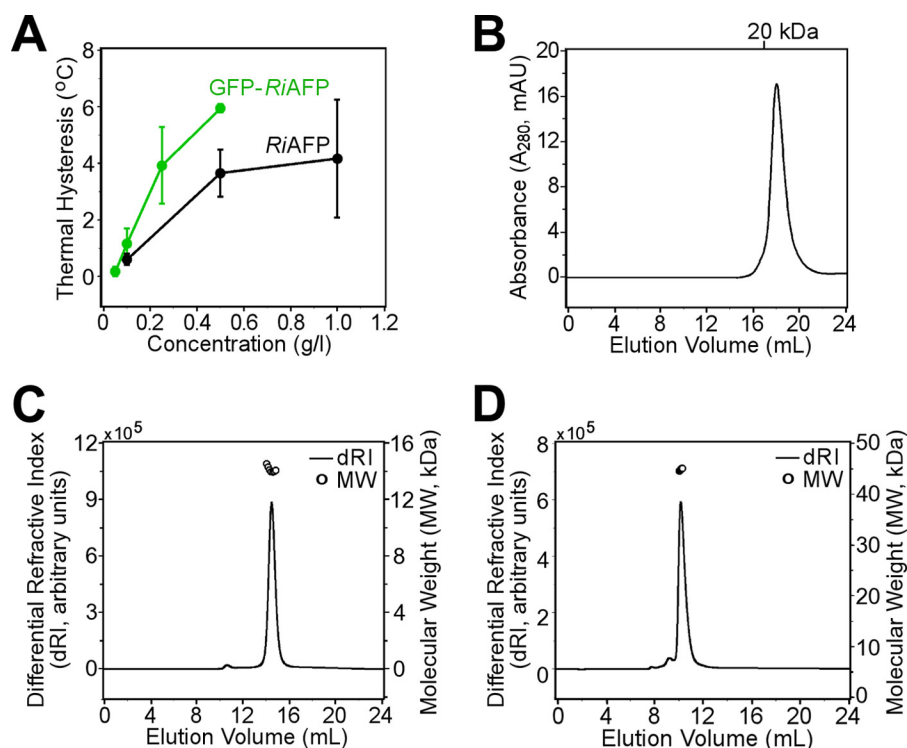 A
Thermal Hysteresis (°C)
8
6
4
2
0
GFP-RiAFP
RiAFP
0 0.2 0.4 0.6 0.8 1.0 1.2
Concentration (g/l)
B
20 kDa
Absorbance (A280, mAU)
20
16
12
8
4
0
0 4 8 12 16 20 24
Elution Volume (mL)
C
Differential Refractive Index
(dRI, arbitrary units)
×10⁵
12
9
6
3
0
dRI
MW
16
12
8
4
0
Molecular Weight (MW, kDa)
0 4 8 12 16 20 24
Elution Volume (mL)
D
Differential Refractive Index
(dRI, arbitrary units)
×10⁵
8
6
4
2
0
dRI
MW
50
40
30
20
10
0
Molecular Weight (MW, kDa)
0 4 8 12 16 20 24
Elution Volume (mL)